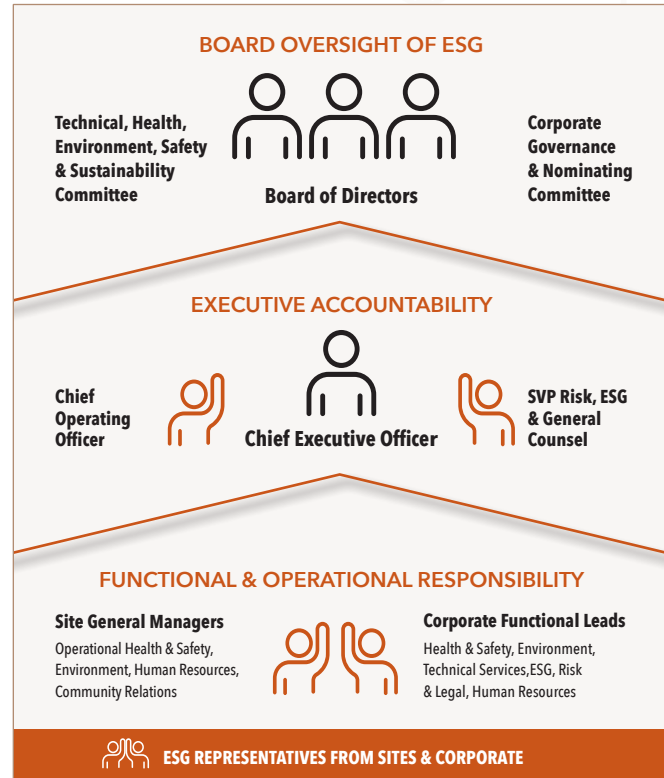 BOARD OVERSIGHT OF ESG
Technical, Health,
Environment, Safety
& Sustainability
Committee
Board of Directors
Corporate
Governance
& Nominating
Committee
EXECUTIVE ACCOUNTABILITY
Chief
Operating
Officer
Chief Executive Officer
SVP Risk, ESG
& General
Counsel
FUNCTIONAL & OPERATIONAL RESPONSIBILITY
Site General Managers
Operational Health & Safety,
Environment, Human Resources,
Community Relations
Corporate Functional Leads
Health & Safety, Environment,
Technical Services,ESG, Risk
& Legal, Human Resources
ESG REPRESENTATIVES FROM SITES & CORPORATE